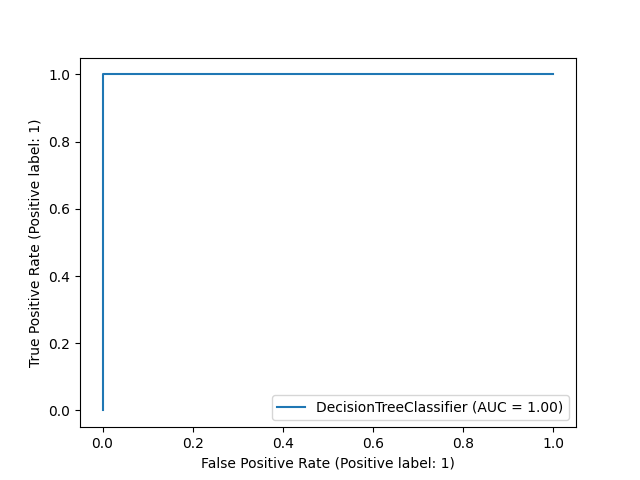 1.0
0.8
0.6
0.4
0.2
0.0
True Positive Rate (Positive label: 1)
DecisionTreeClassifier (AUC = 1.00)
0.0 0.2 0.4 0.6 0.8 1.0
False Positive Rate (Positive label: 1)